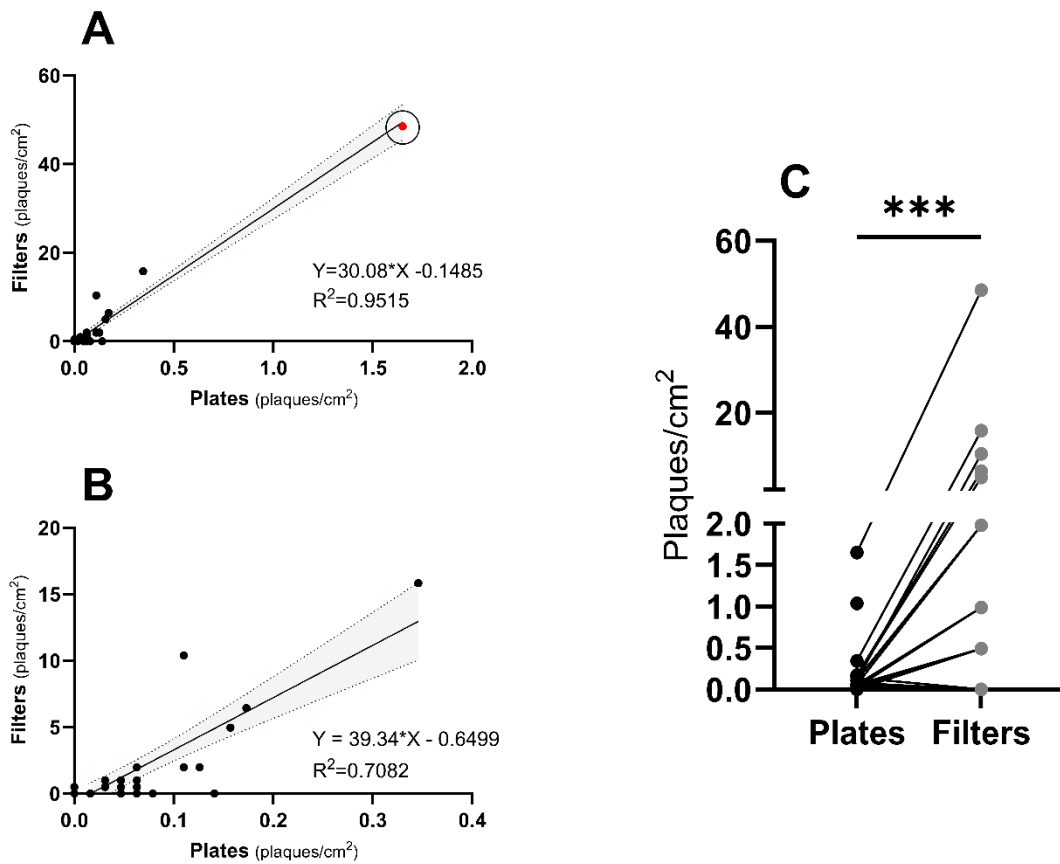 A
60
40
20
0
Filters (plaques/cm²)
Y=30.08*X -0.1485
R²=0.9515
0.0 0.5 1.0 1.5 2.0
Plates (plaques/cm²)
B
20
15
10
5
0
Filters (plaques/cm²)
Y = 39.34*X - 0.6499
R²=0.7082
0.0 0.1 0.2 0.3 0.4
Plates (plaques/cm²)
C
***
60
40
20
2.0
1.5
1.0
0.5
0.0
Plaques/cm²
Plates Filters